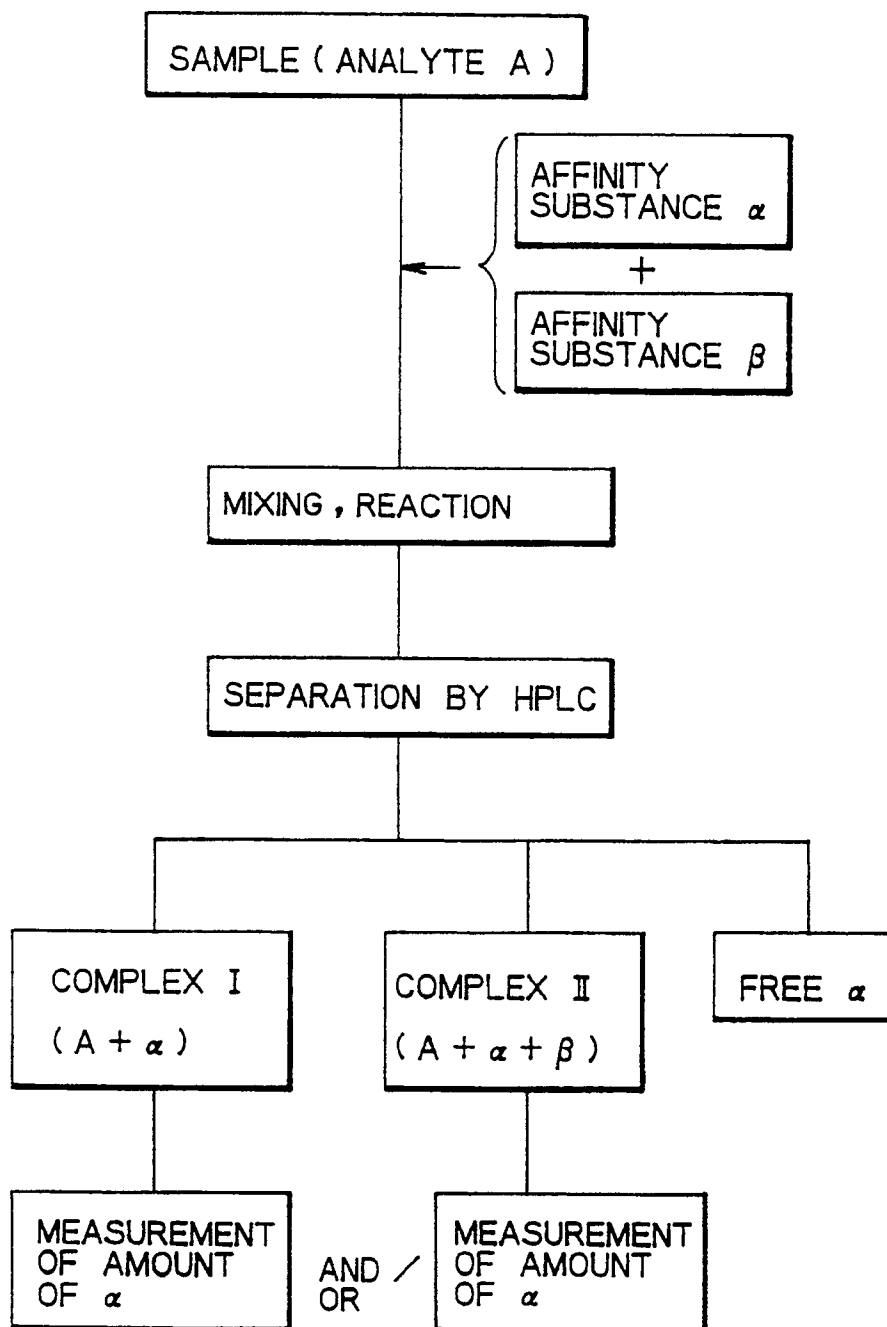 SAMPLE ( ANALYTE A )
AFFINITY
SUBSTANCE α
+
AFFINITY
SUBSTANCE β
MIXING , REACTION
SEPARATION BY HPLC
COMPLEX I
( A + α )
COMPLEX II
( A + α + β )
FREE α
MEASUREMENT
OF AMOUNT
OF α
AND /
OR
MEASUREMENT
OF AMOUNT
OF α